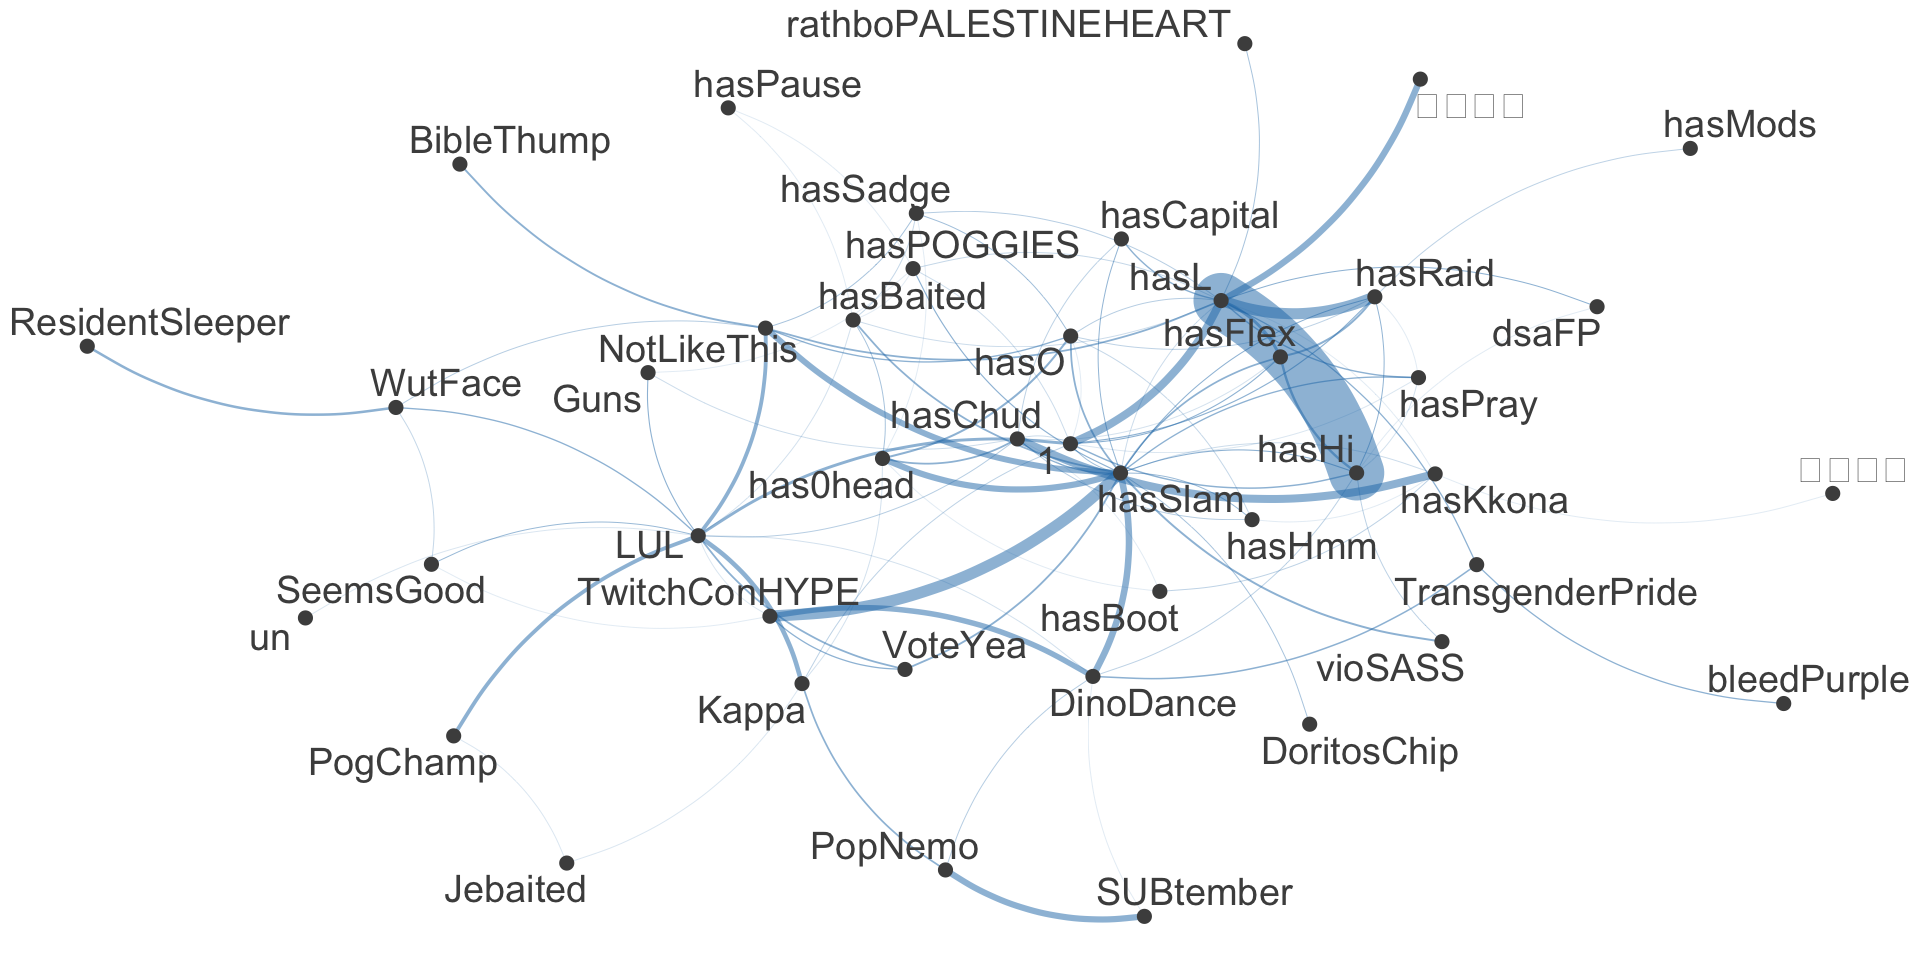 rathboPALESTINEHEART
hasPause
hasMods
BibleThump
hasSadge
hasCapital
hasPOGGIES
hasL
hasRaid
hasBaited
ResidentSleeper
NotLikeThis
hasO
hasFlex
dsaFP
WutFace
Guns
hasChud
hasPray
1
hasHi
has0head
hasSlam
hasKkona
LUL
hasHmm
SeemsGood
TwitchConHYPE
hasBoot
TransgenderPride
un
VoteYea
vioSASS
bleedPurple
Kappa
DinoDance
PogChamp
DoritosChip
PopNemo
Jebaited
SUBtember